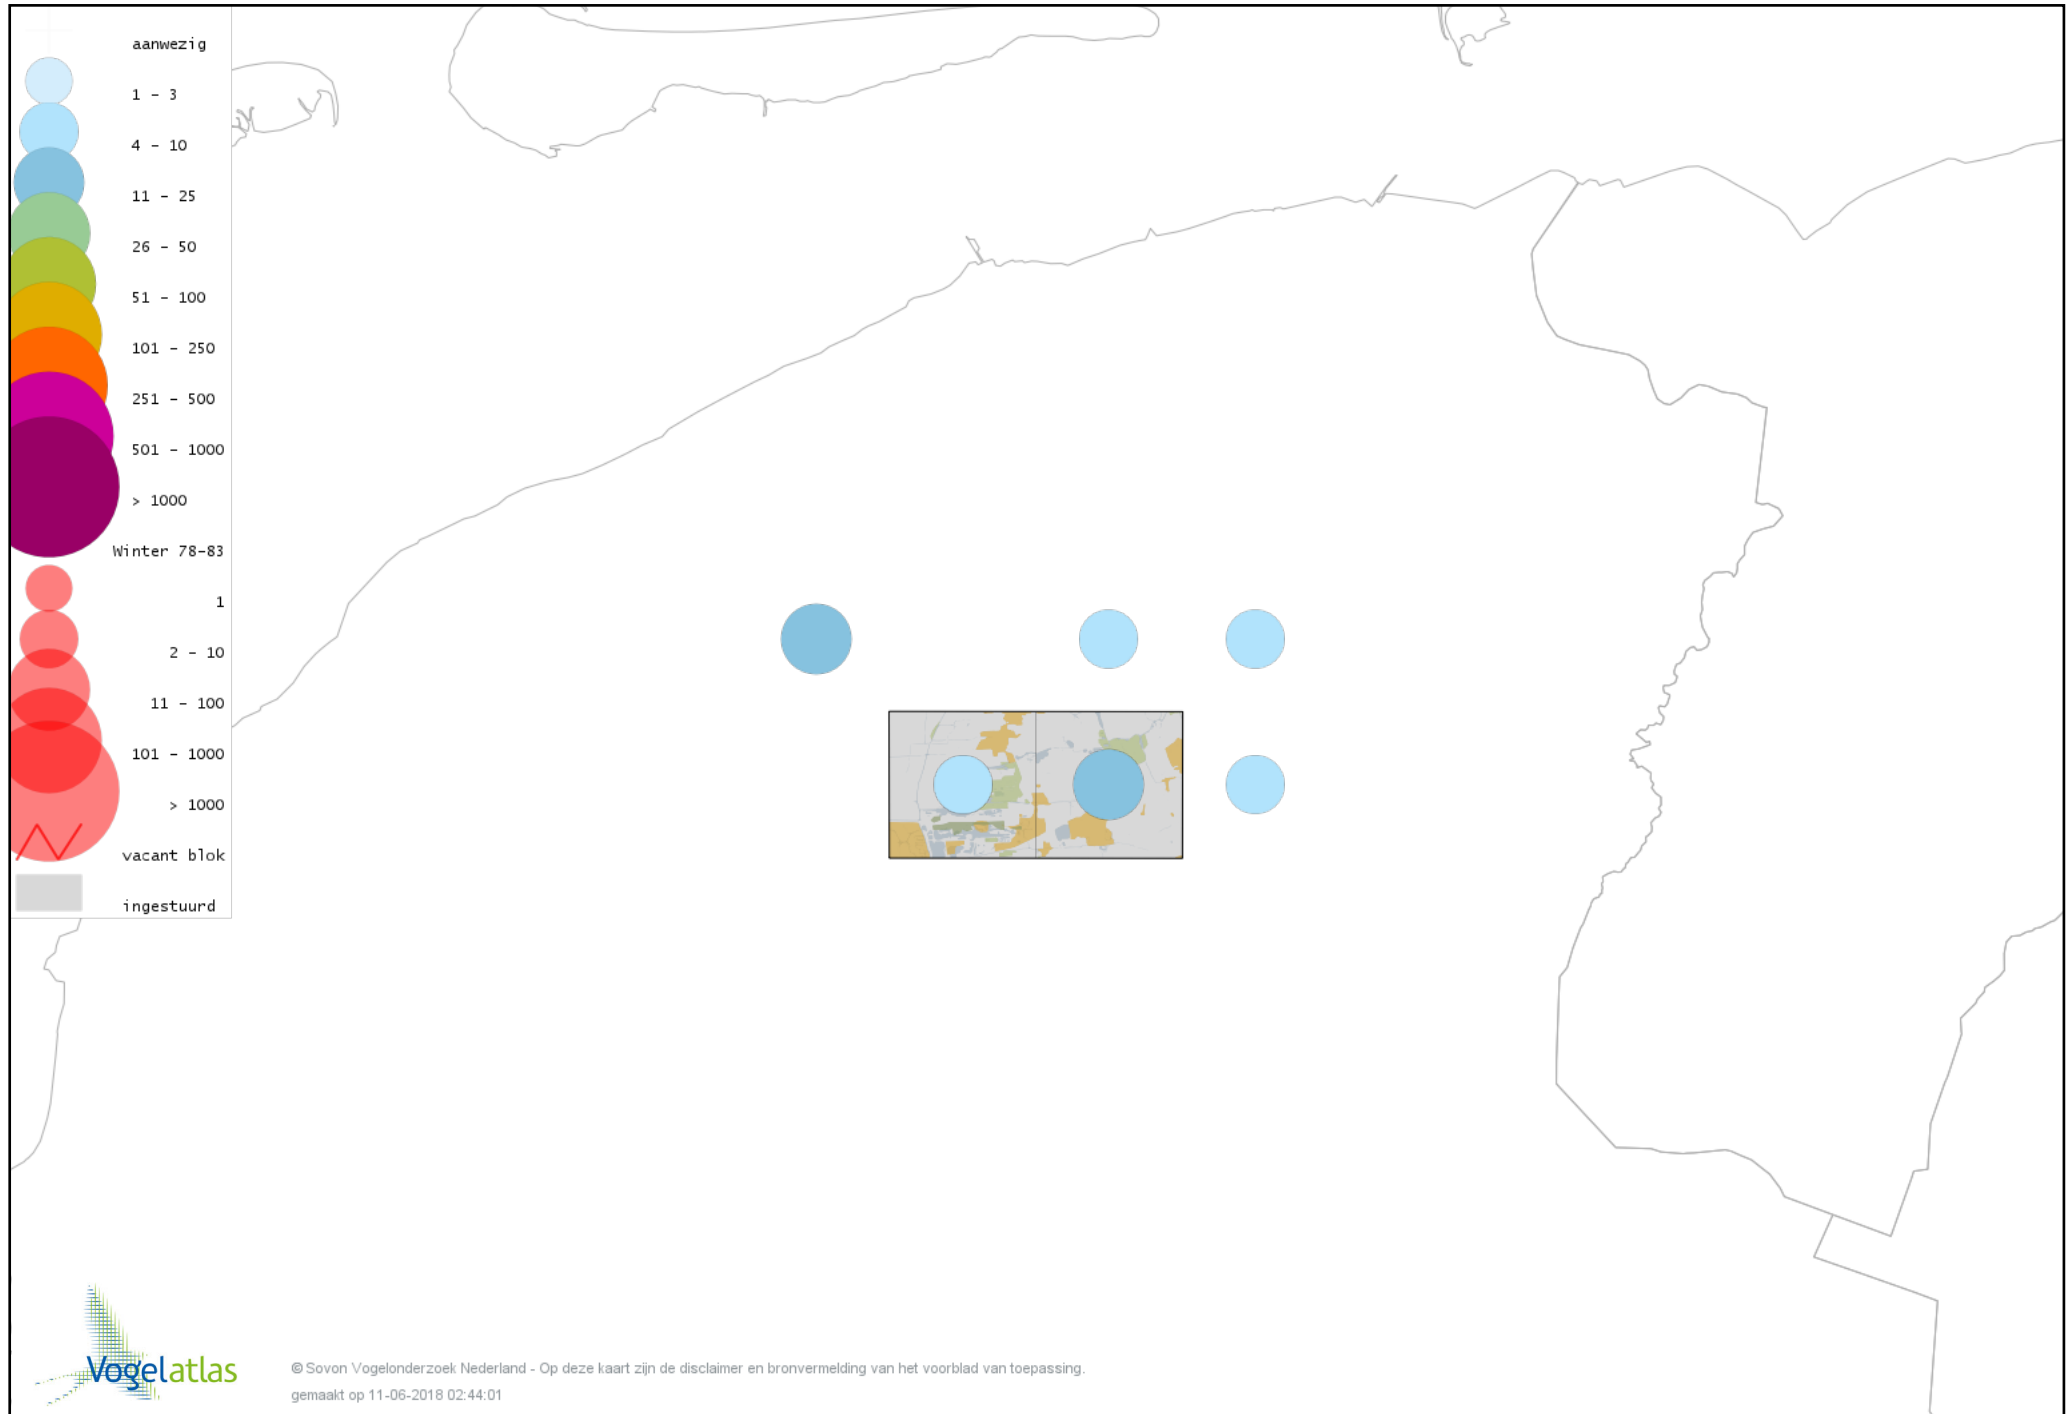 aanwezig
1 - 3
4 - 10
11 - 25
26 - 50
51 - 100
101 - 250
251 - 500
501 - 1000
> 1000
Winter 78-83
1
2 - 10
11 - 100
101 - 1000
> 1000
vacant blok
ingestuurd
Vogelatlas
© Sovon Vogelonderzoek Nederland - Op deze kaart zijn de disclaimer en bronvermelding van het voorblad van toepassing.
gemaakt op 11-06-2018 02:44:01